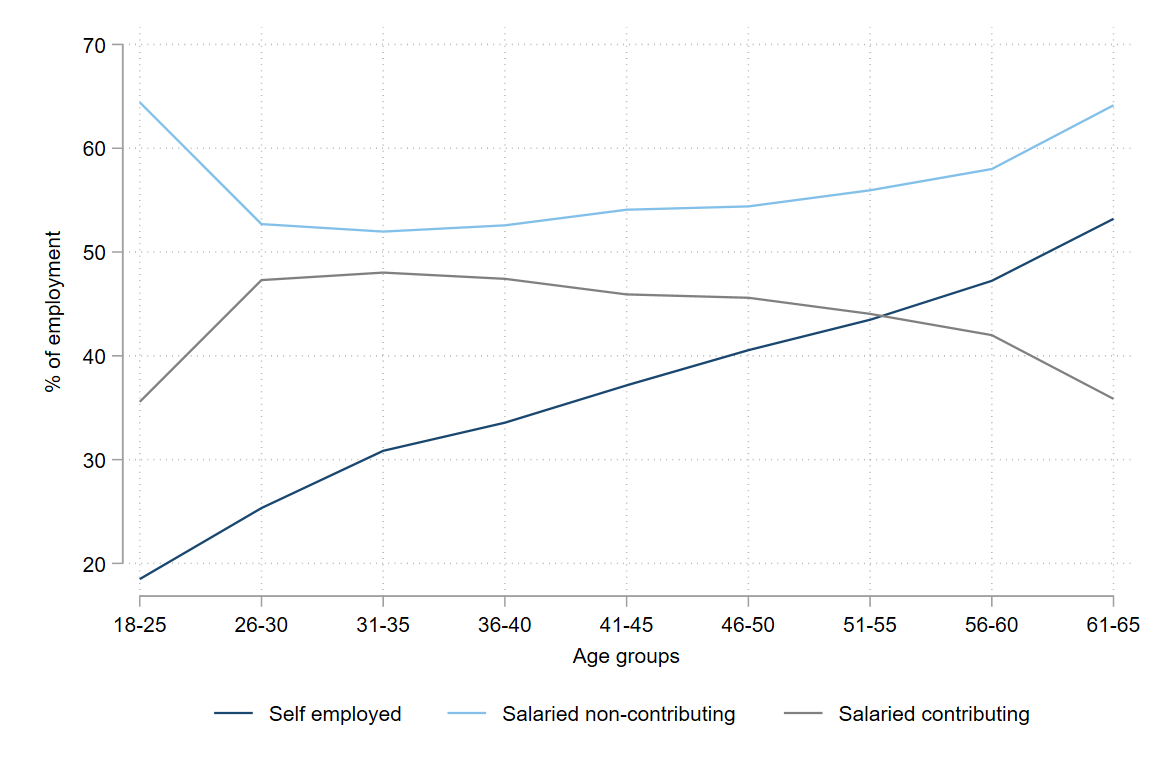 70
60
50
40
30
20
% of employment
18-25 26-30 31-35 36-40 41-45 46-50 51-55 56-60 61-65
Age groups
Self employed Salaried non-contributing Salaried contributing